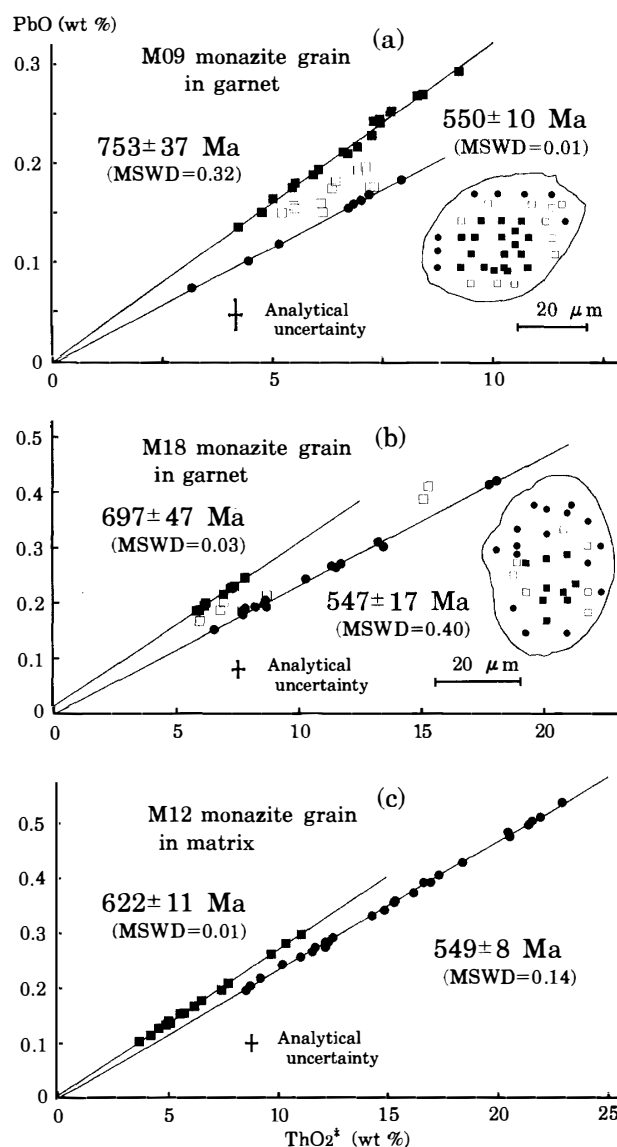 PbO (wt %)
(a)
M09 monazite grain
in garnet
0.3
753±37 Ma
(MSWD=0.32)
550±10 Ma
(MSWD=0.01)
0.2
0.1
Analytical
uncertainty
20 μm
0
0
5
10
(b)
M18 monazite grain
in garnet
0.5
0.4
697±47 Ma
(MSWD=0.03)
0.3
547±17 Ma
(MSWD=0.40)
0.2
0.1
Analytical
uncertainty
20 μm
0
0
5
10
15
20
(c)
M12 monazite grain
in matrix
0.5
0.4
622±11 Ma
(MSWD=0.01)
0.3
549±8 Ma
(MSWD=0.14)
0.2
0.1
Analytical
uncertainty
0
0
5
10
15
20
25
ThO₂* (wt %)